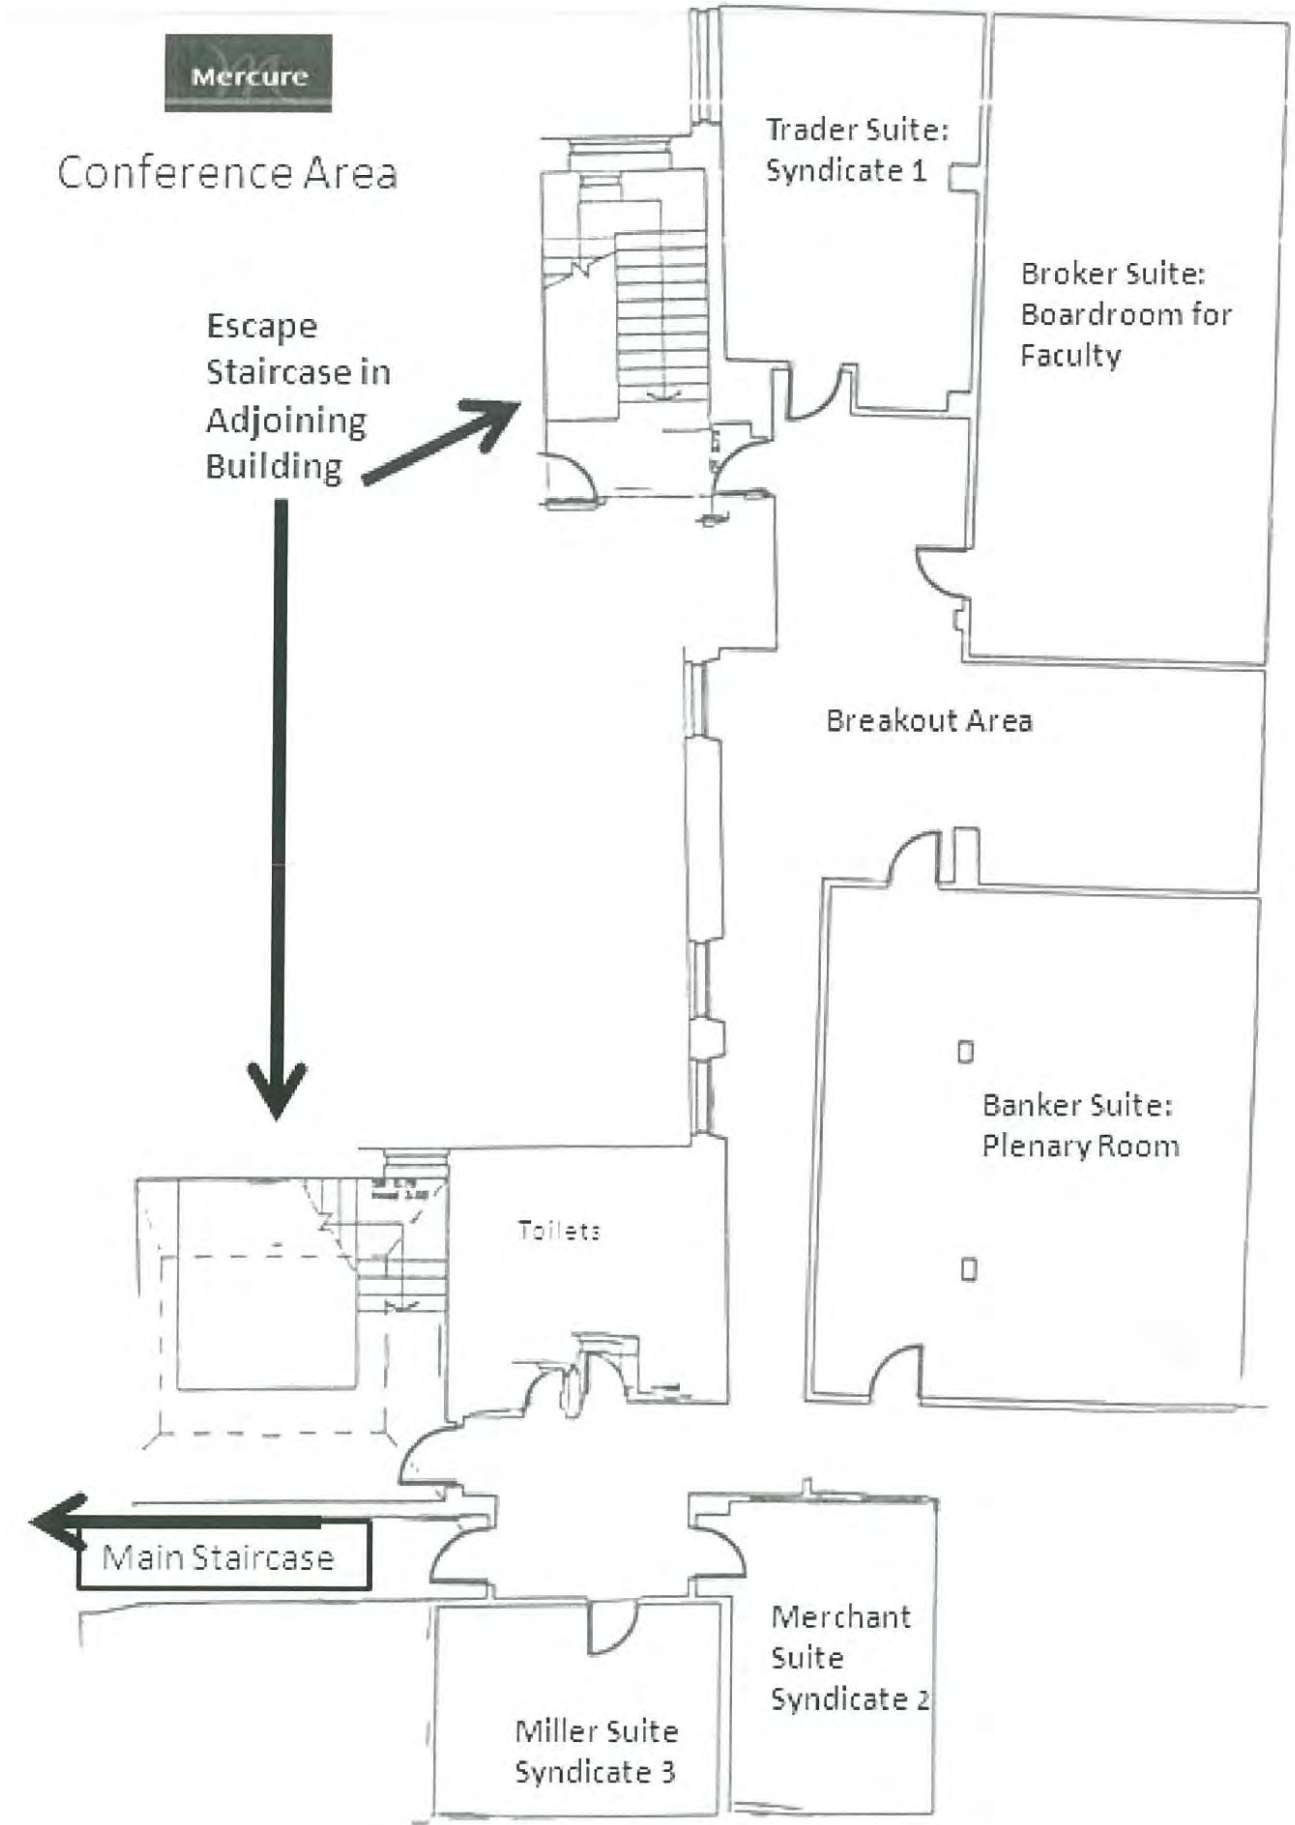 Mercure
Conference Area
Trader Suite:
Syndicate 1
Broker Suite:
Boardroom for
Faculty
Escape
Staircase in
Adjoining
Building
Breakout Area
Banker Suite:
Plenary Room
Toilets
Main Staircase
Merchant
Suite
Syndicate 2
Miller Suite
Syndicate 3